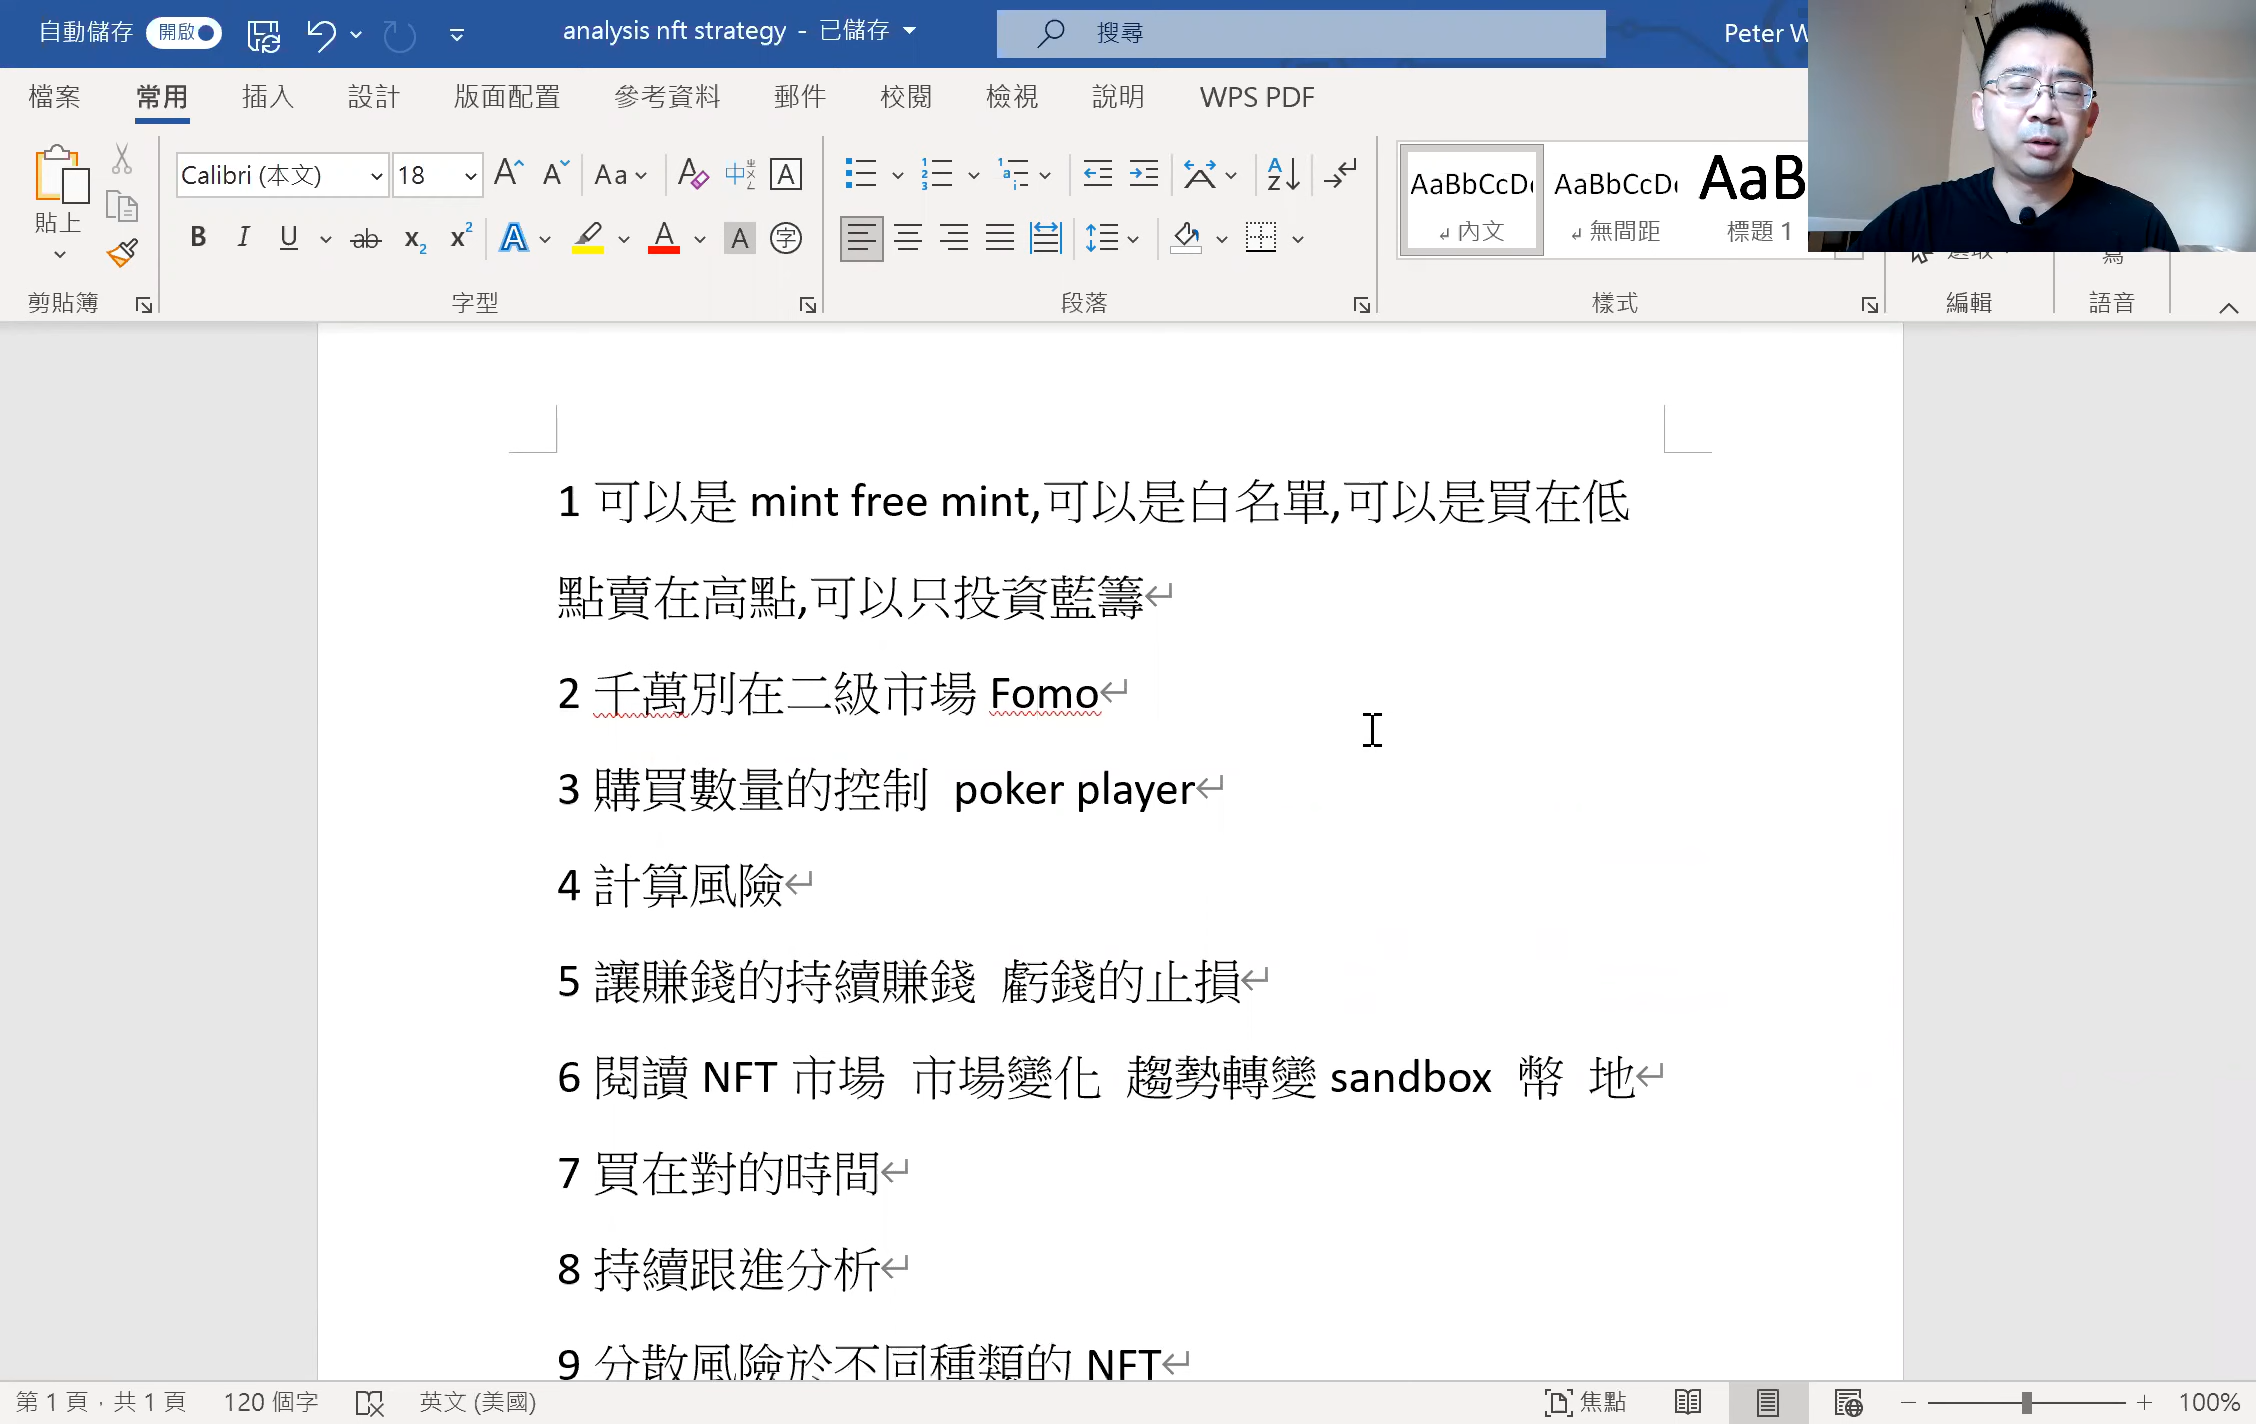 自動儲存 開啟 analysis nft strategy - 已儲存 搜尋 Peter W
檔案 常用 插入 設計 版面配置 參考資料 郵件 校閱 檢視 說明 WPS PDF
貼上 Calibri (本文) 18 Aa AaBbCcD AaBbCcD AaB
內文 無間距 標題 1
剪貼簿 字型 段落 樣式 編輯 語音
1 可以是 mint free mint,可以是白名單,可以是買在低
點賣在高點,可以只投資藍籌
2 千萬別在二級市場 Fomo
3 購買數量的控制 poker player
4 計算風險
5 讓賺錢的持續賺錢 虧錢的止損
6 閱讀 NFT 市場 市場變化 趨勢轉變 sandbox 幣 地
7 買在對的時間
8 持續跟進分析
9 分散風險於不同種類的 NFT
第 1 頁，共 1 頁 120 個字 英文 (美國) 焦點 100%